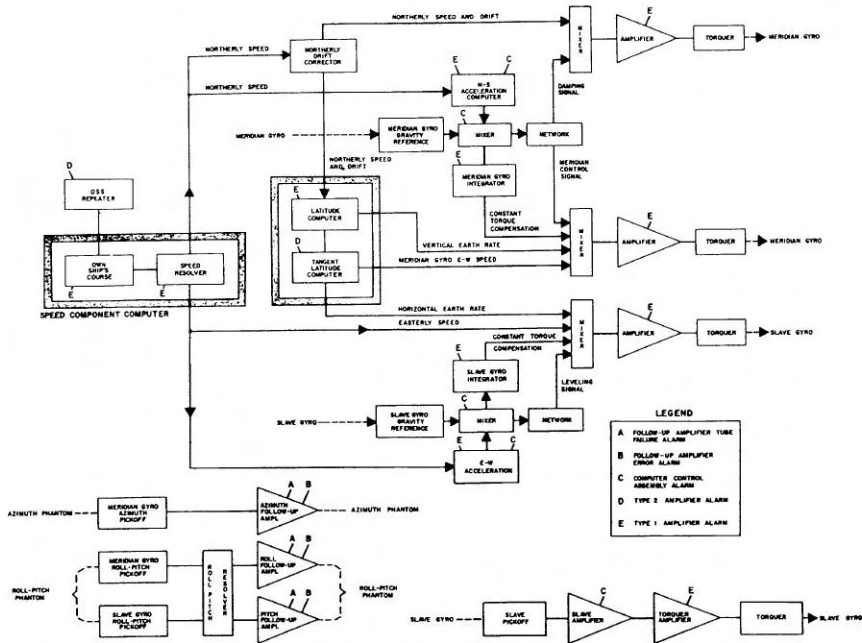 NORTHERLY SPEED AND DRIFT
E
AMPLIFIER
MIXER
TORQUER
MERIDIAN GYRO
NORTHERLY SPEED
NORTHERLY
DRIFT
CORRECTOR
DAMPING
SIGNAL
NORTHERLY SPEED
E
C
N-S
ACCELERATION
COMPUTER
C
MERIDIAN GYRO
MERIDIAN GYRO
GRAVITY
REFERENCE
MIXER
NETWORK
E
MERIDIAN GYRO
INTEGRATOR
MERIDIAN
CONTROL
SIGNAL
NORTHERLY SPEED
AND DRIFT
D
OSS
REPEATER
E
LATITUDE
COMPUTER
CONSTANT
TORQUE
COMPENSATION
VERTICAL EARTH RATE
D
TANGENT
LATITUDE
COMPUTER
MERIDIAN GYRO E-W SPEED
MIXER
E
AMPLIFIER
TORQUER
MERIDIAN GYRO
OWN
SHIP'S
COURSE
E
SPEED
RESOLVER
E
SPEED COMPONENT COMPUTER
HORIZONTAL EARTH RATE
EASTERLY SPEED
CONSTANT TORQUE
COMPENSATION
MIXER
E
AMPLIFIER
TORQUER
SLAVE GYRO
E
SLAVE GYRO
INTEGRATOR
LEVELING
SIGNAL
C
SLAVE GYRO
SLAVE GYRO
GRAVITY
REFERENCE
MIXER
NETWORK
E
C
E-W
ACCELERATION
LEGEND
A FOLLOW-UP AMPLIFIER TUBE
FAILURE ALARM
B FOLLOW-UP AMPLIFIER
ERROR ALARM
C COMPUTER CONTROL
ASSEMBLY ALARM
D TYPE 2 AMPLIFIER ALARM
E TYPE 1 AMPLIFIER ALARM
A B
AZIMUTH PHANTOM
MERIDIAN GYRO
AZIMUTH
PICKOFF
AZIMUTH
FOLLOW-UP
AMPL
AZIMUTH PHANTOM
A B
MERIDIAN GYRO
ROLL-PITCH
PICKOFF
ROLL PITCH
RESOLVER
ROLL
FOLLOW-UP
AMPL
ROLL-PITCH
PHANTOM
ROLL-PITCH
PHANTOM
A B
SLAVE GYRO
ROLL-PITCH
PICKOFF
PITCH
FOLLOW-UP
AMPL
C
E
SLAVE GYRO
SLAVE
PICKOFF
SLAVE
AMPLIFIER
TORQUER
AMPLIFIER
TORQUER
SLAVE GYRO